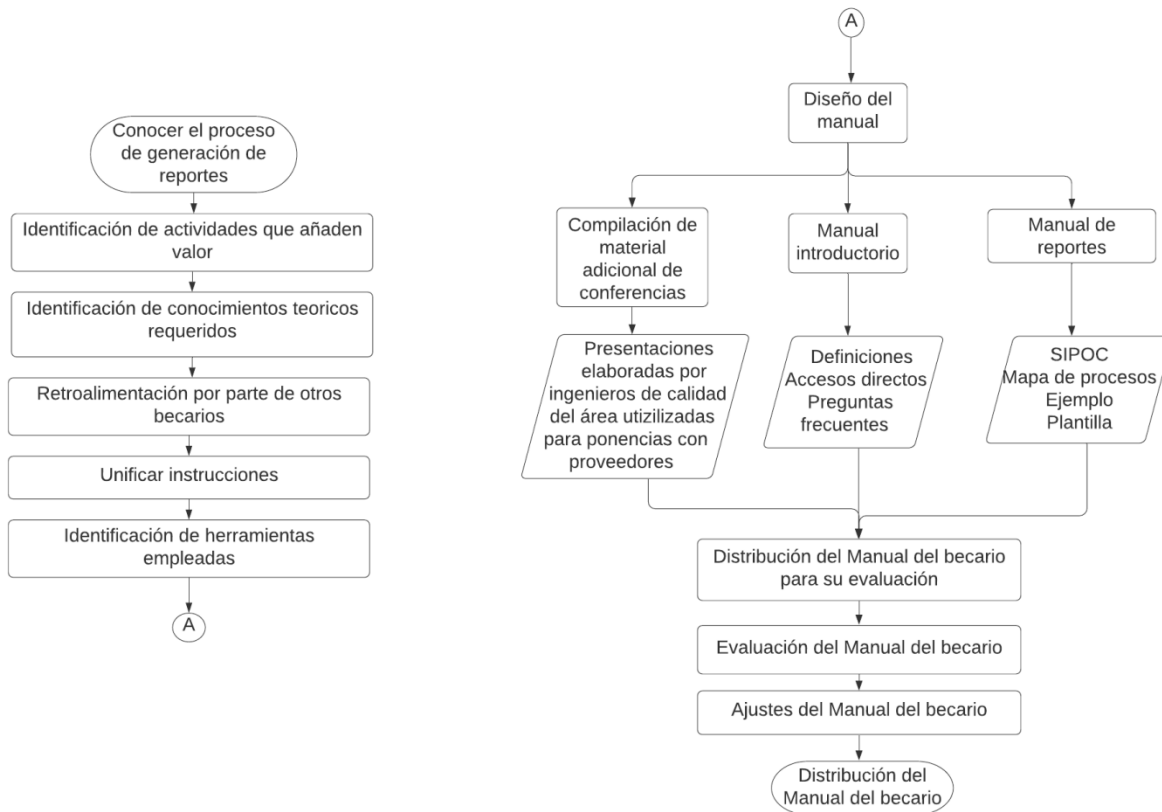 Conocer el proceso
de generación de
reportes
Identificación de actividades que añaden
valor
Identificación de conocimientos teoricos
requeridos
Retroalimentación por parte de otros
becarios
Unificar instrucciones
Identificación de herramientas
empleadas
A
A
Diseño del
manual
Compilación de
material
adicional de
conferencias
Manual
introductorio
Manual de
reportes
Presentaciones
elaboradas por
ingenieros de calidad
del área utizilizadas
para ponencias con
proveedores
Definiciones
Accesos directos
Preguntas
frecuentes
SIPOC
Mapa de procesos
Ejemplo
Plantilla
Distribución del Manual del becario
para su evaluación
Evaluación del Manual del becario
Ajustes del Manual del becario
Distribución del
Manual del becario